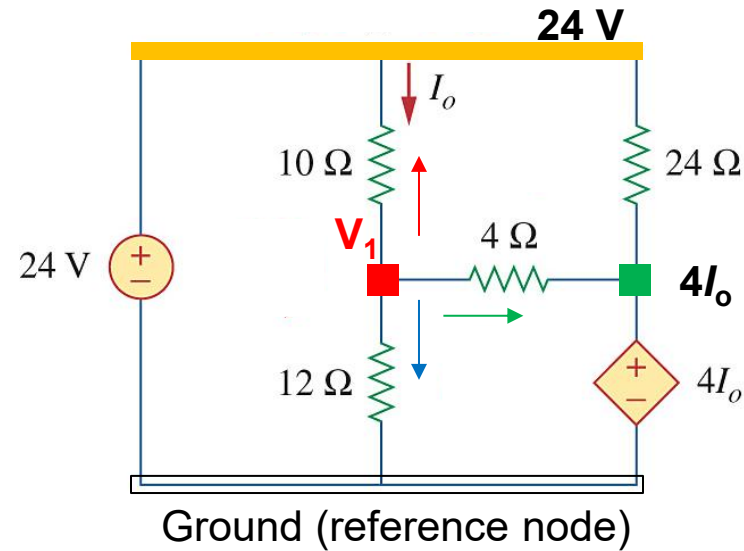 24 V
Iₒ
10 Ω
24 Ω
V₁
4 Ω
24 V
+
−
4Iₒ
12 Ω
+
−
4Iₒ
Ground (reference node)